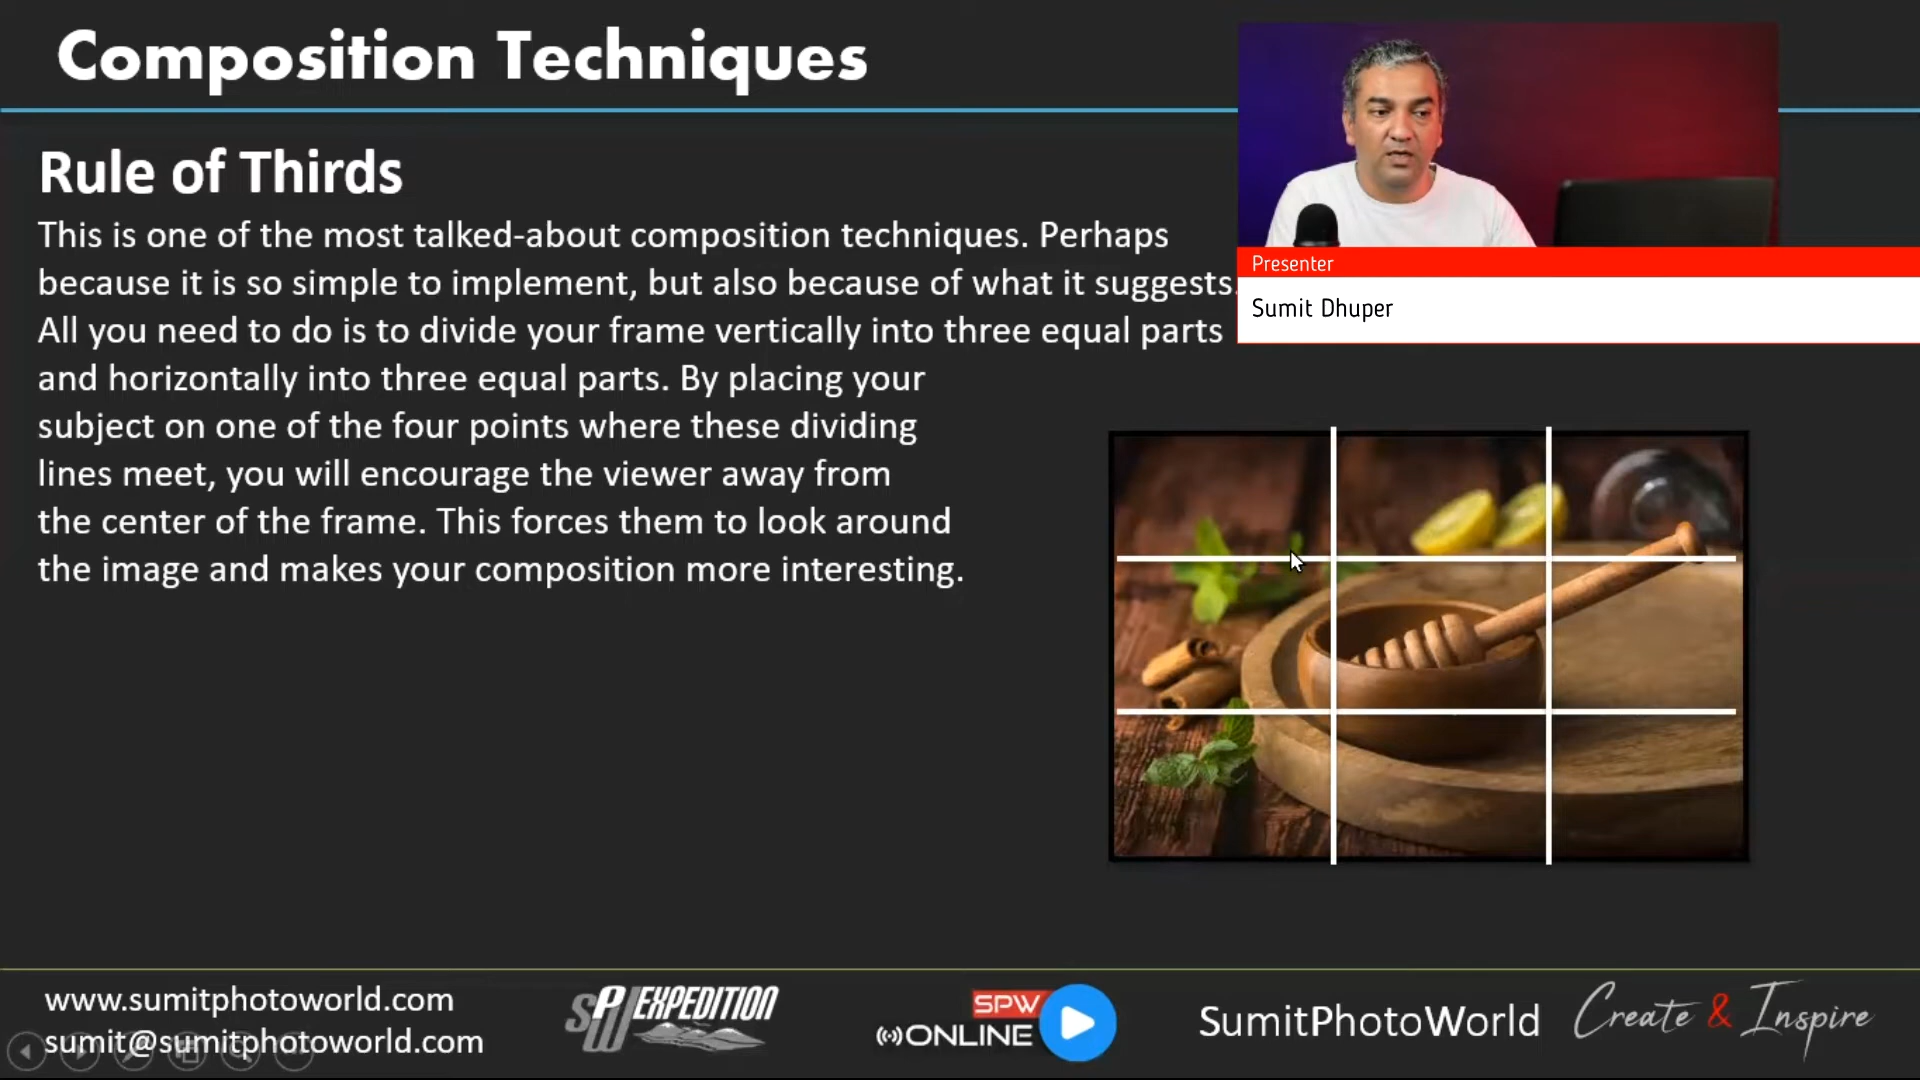 Composition Techniques
Rule of Thirds
This is one of the most talked-about composition techniques. Perhaps
because it is so simple to implement, but also because of what it suggests.
All you need to do is to divide your frame vertically into three equal parts
and horizontally into three equal parts. By placing your
subject on one of the four points where these dividing
lines meet, you will encourage the viewer away from
the center of the frame. This forces them to look around
the image and makes your composition more interesting.
Presenter
Sumit Dhuper
www.sumitphotoworld.com
sumit@sumitphotoworld.com
SPW EXPEDITION
SPW
ONLINE
SumitPhotoWorld
Create & Inspire